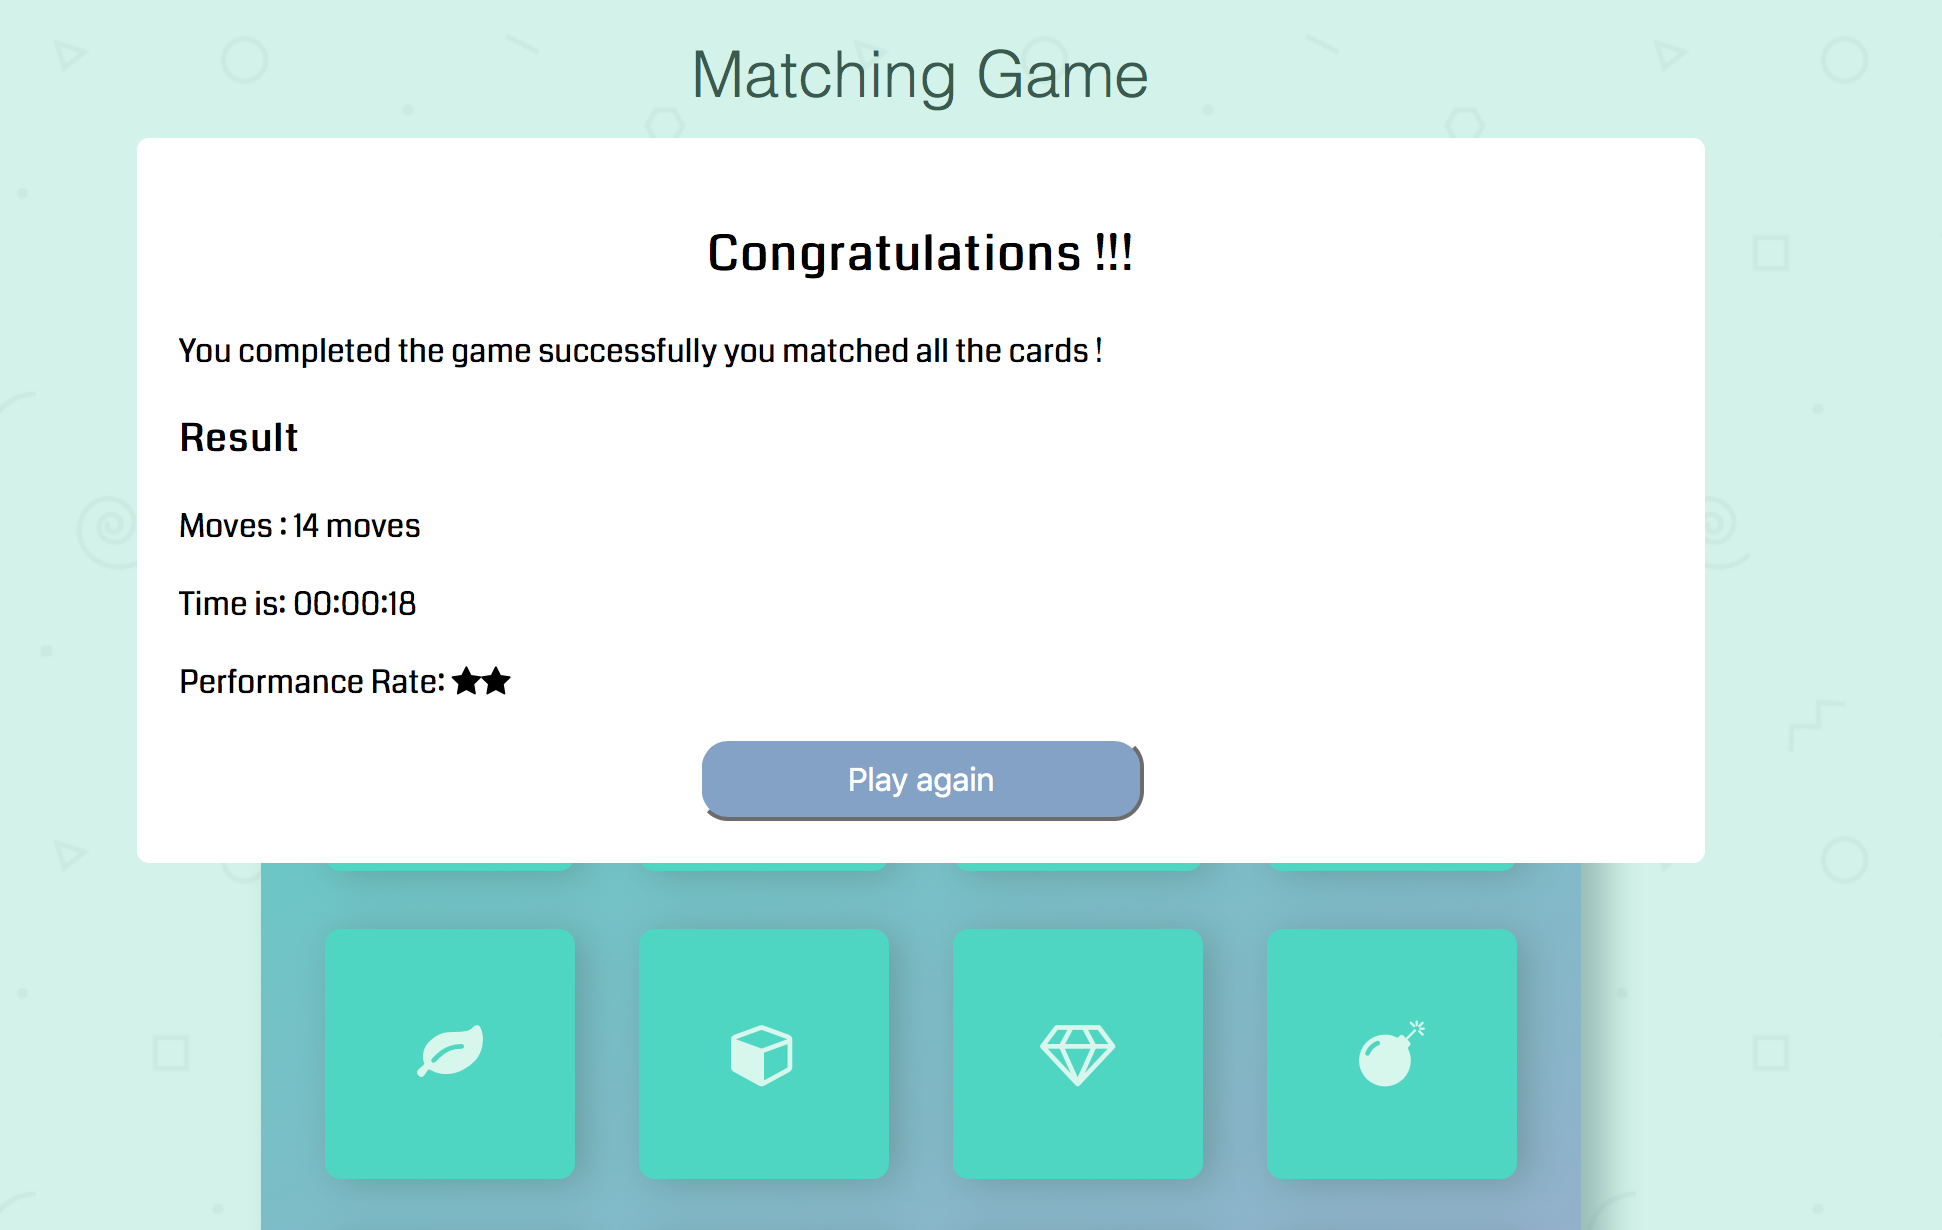 Matching Game
Congratulations !!!
You completed the game successfully you matched all the cards !
Result
Moves : 14 moves
Time is: 00:00:18
Performance Rate: ★★
Play again